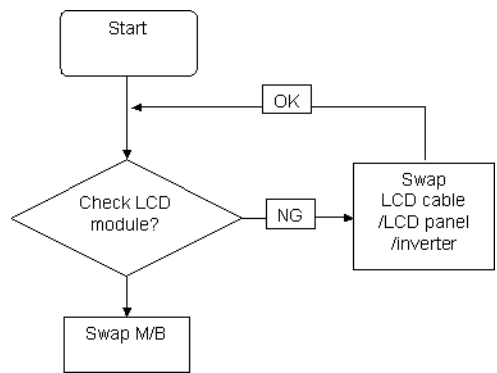 Start
OK
Check LCD
module?
NG
Swap
LCD cable
/LCD panel
/inverter
Swap M/B